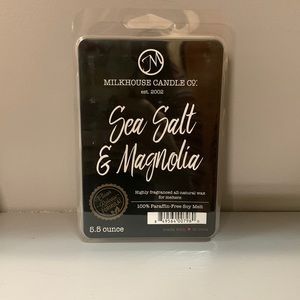 MILKHOUSE CANDLE CO.
est. 2002
Sea Salt
& Magnolia
Highly fragranced all-natural wax
for melters
100% Paraffin-Free Soy Melt
5.5 ounce